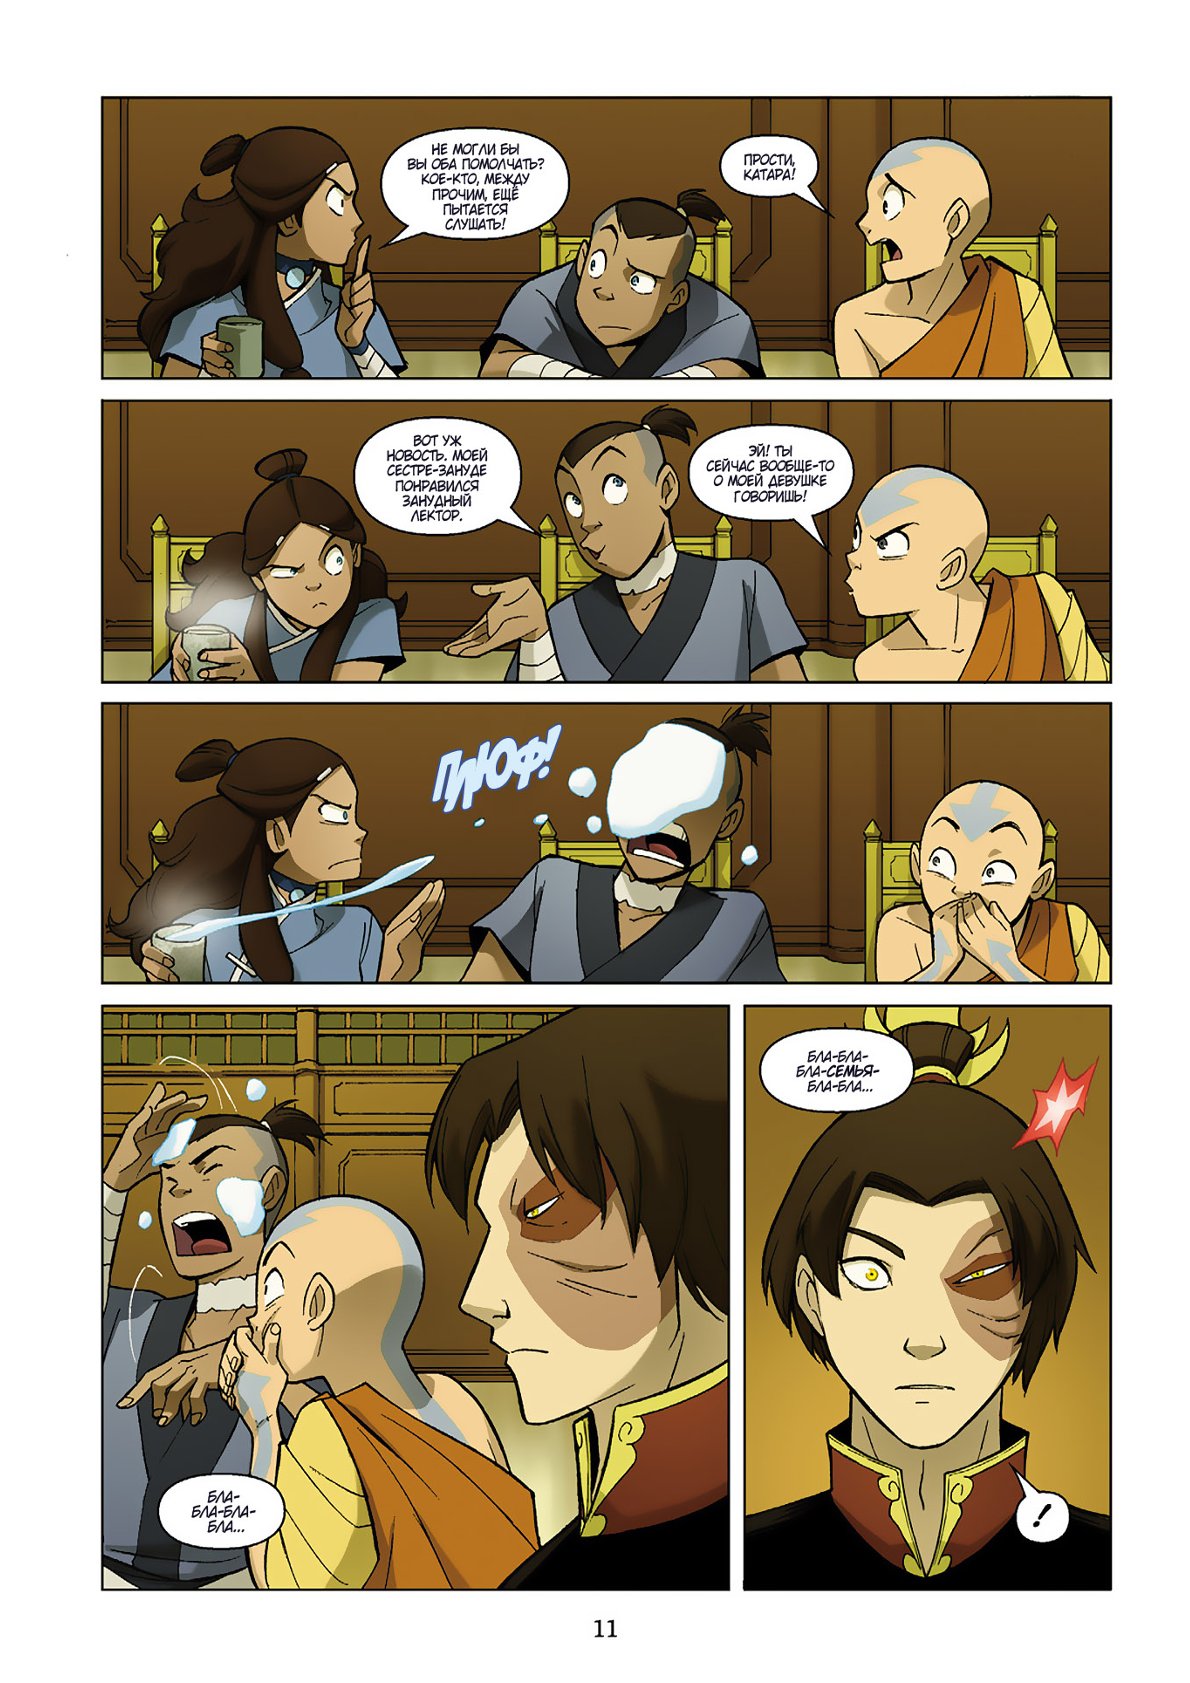 НЕ МОГЛИ БЫ
ВЫ ОБА ПОМОЛЧАТЬ?
КОЕ-КТО, МЕЖДУ
ПРОЧИМ, ЕЩЁ
ПЫТАЕТСЯ
СЛУШАТЬ!
ПРОСТИ,
КАТАРА!
ВОТ УЖ
НОВОСТЬ. МОЕЙ
СЕСТРЕ-ЗАНУДЕ
ПОНРАВИЛСЯ
ЗАНУДНЫЙ
ЛЕКТОР.
ЭЙ! ТЫ
СЕЙЧАС ВООБЩЕ-ТО
О МОЕЙ ДЕВУШКЕ
ГОВОРИШЬ!
ПЛЮФ!
БЛА-
БЛА-БЛА-БЛА-
БЛА...
БЛА-БЛА-
БЛА-СЕМЬЯ-
БЛА-БЛА...
!
11